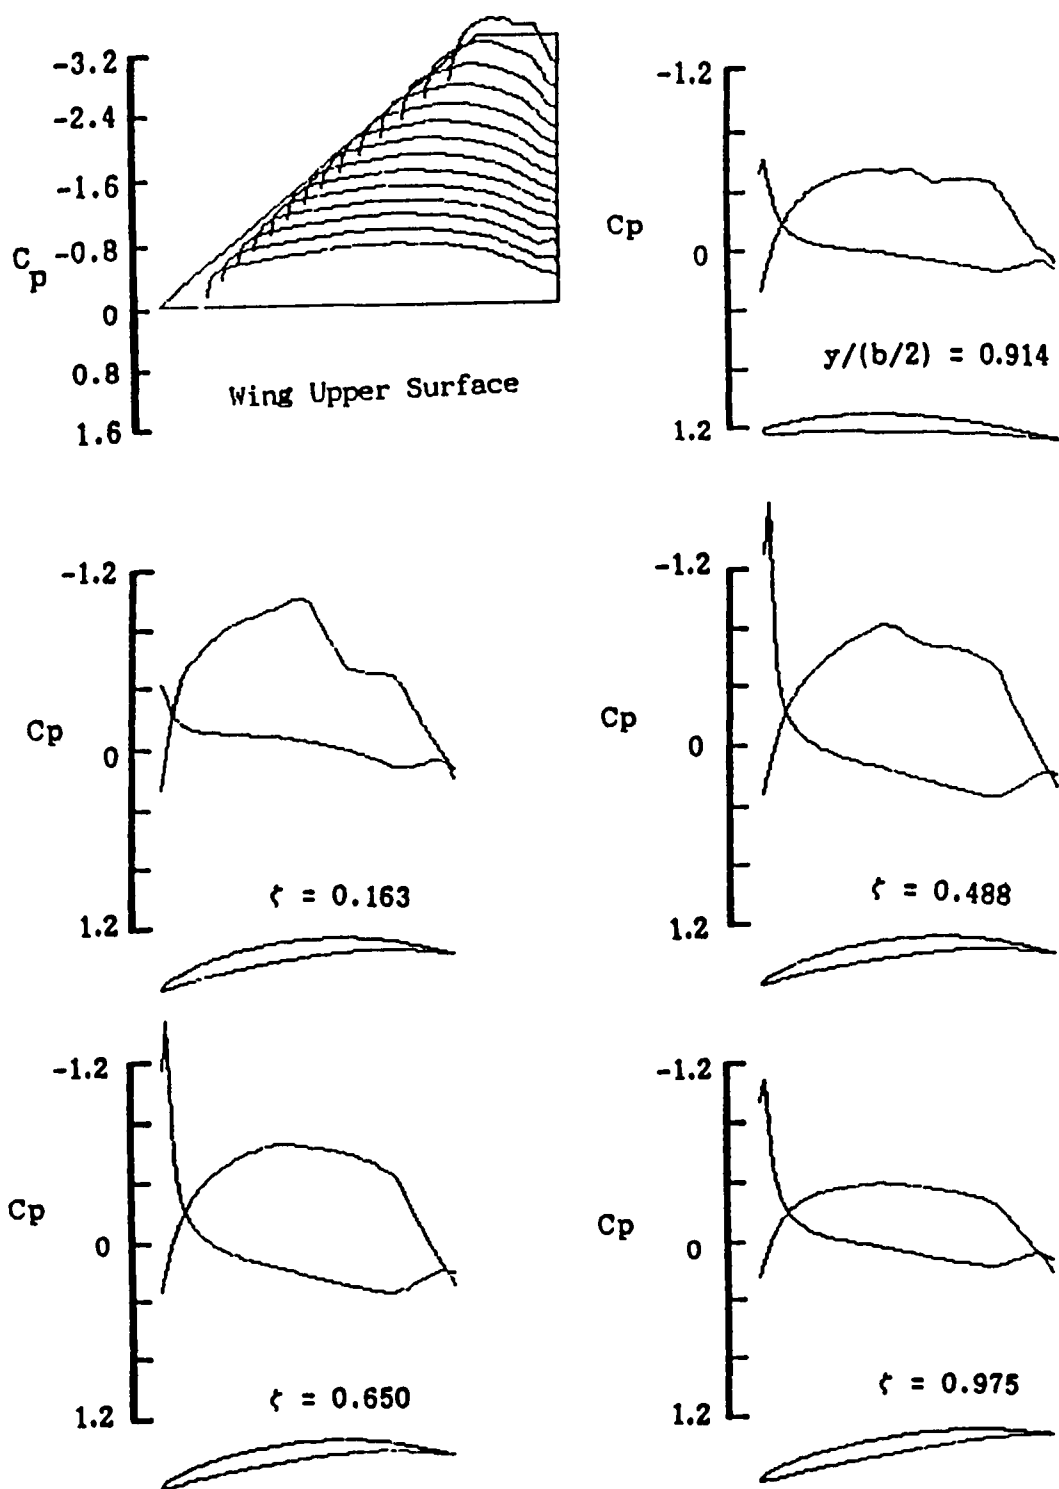 -3.2
-2.4
-1.6
Cp -0.8
0
0.8
1.6
Wing Upper Surface
-1.2
Cp
0
y/(b/2) = 0.914
1.2
-1.2
Cp
0
ζ = 0.163
1.2
-1.2
Cp
0
ζ = 0.488
1.2
-1.2
Cp
0
ζ = 0.650
1.2
-1.2
Cp
0
ζ = 0.975
1.2